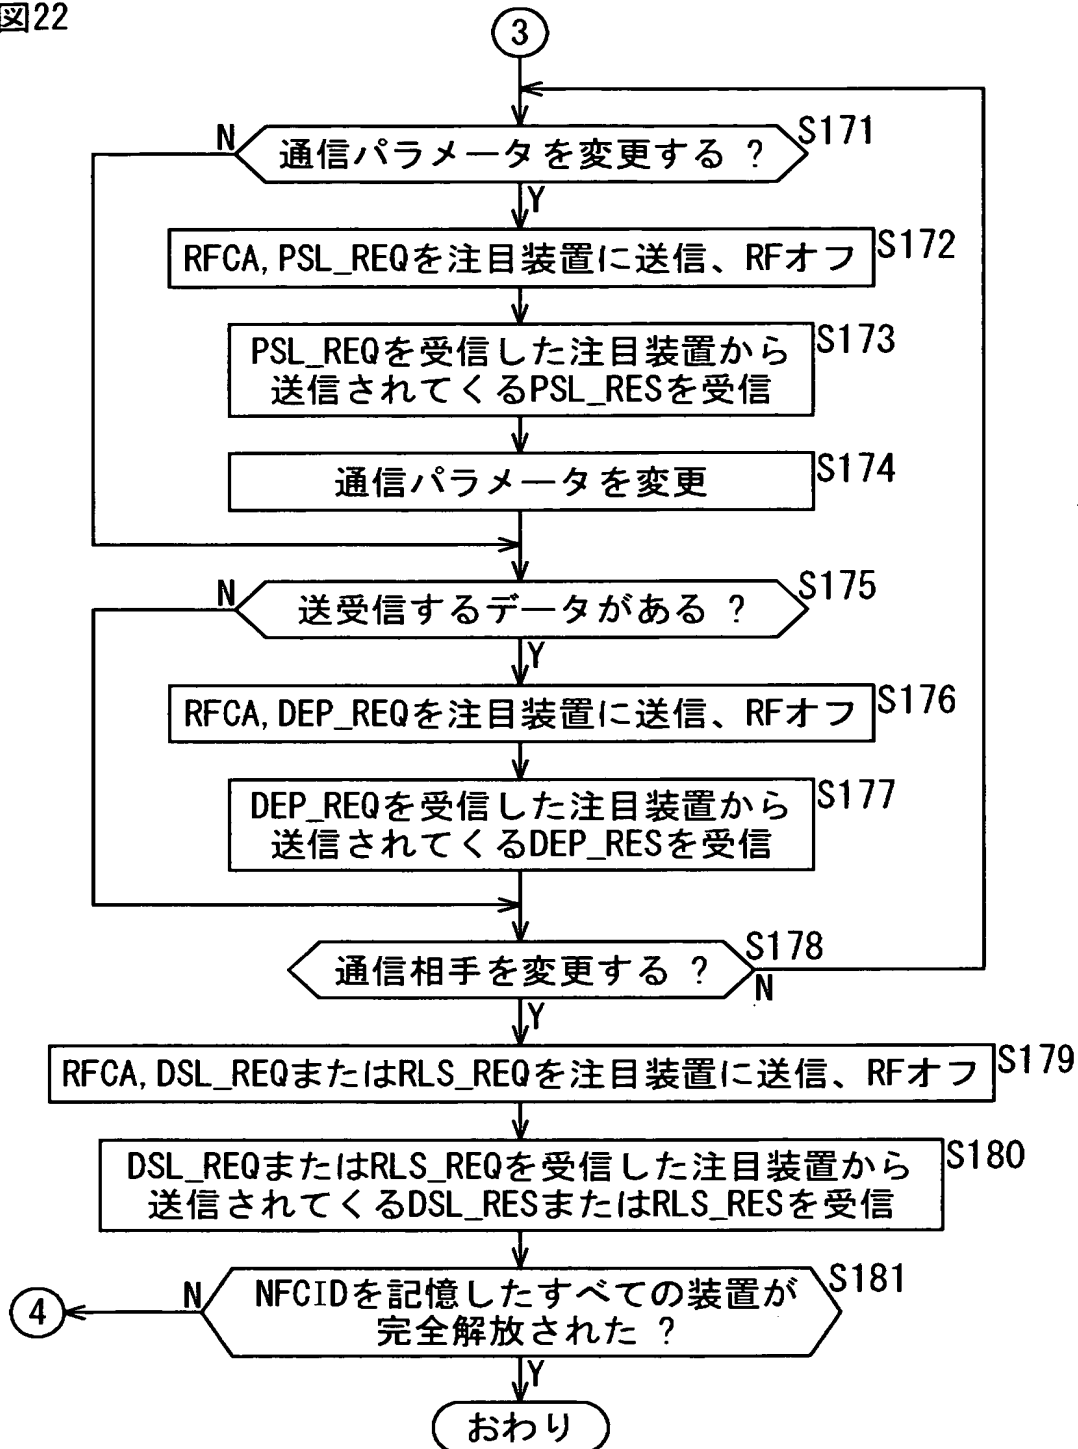 図22
3
通信パラメータを変更する ?
S171
N
Y
RFCA, PSL_REQを注目装置に送信、RFオフ
S172
PSL_REQを受信した注目装置から
送信されてくるPSL_RESを受信
S173
通信パラメータを変更
S174
送受信するデータがある ?
S175
N
Y
RFCA, DEP_REQを注目装置に送信、RFオフ
S176
DEP_REQを受信した注目装置から
送信されてくるDEP_RESを受信
S177
通信相手を変更する ?
S178
N
Y
RFCA, DSL_REQまたはRLS_REQを注目装置に送信、RFオフ
S179
DSL_REQまたはRLS_REQを受信した注目装置から
送信されてくるDSL_RESまたはRLS_RESを受信
S180
NFCIDを記憶したすべての装置が
完全解放された ?
S181
N
4
Y
おわり